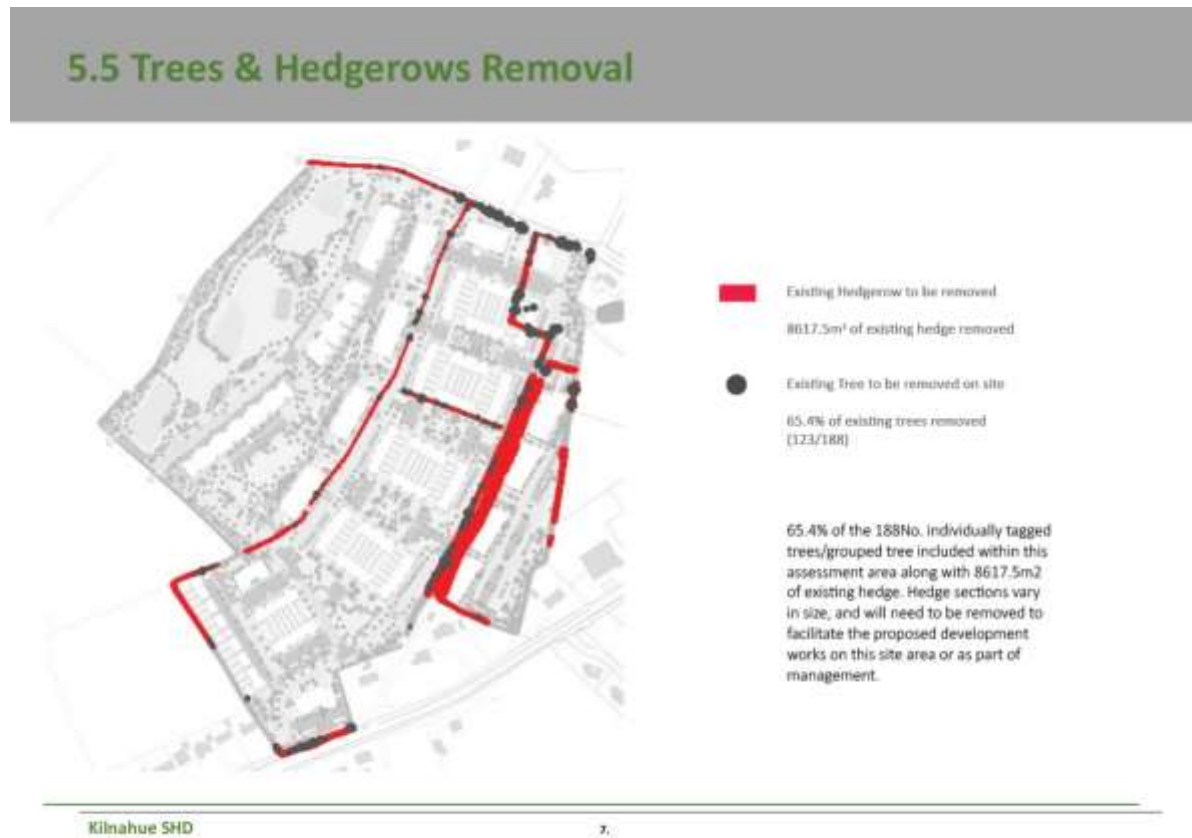 5.5 Trees & Hedgerows Removal
Existing Hedgerow to be removed
8617.5m² of existing hedge removed
Existing Tree to be removed on site
65.4% of existing trees removed
(123/188)
65.4% of the 188No. individually tagged
trees/grouped tree included within this
assessment area along with 8617.5m2
of existing hedge. Hedge sections vary
in size, and will need to be removed to
facilitate the proposed development
works on this site area or as part of
management.
Kilnahue SHD
7.